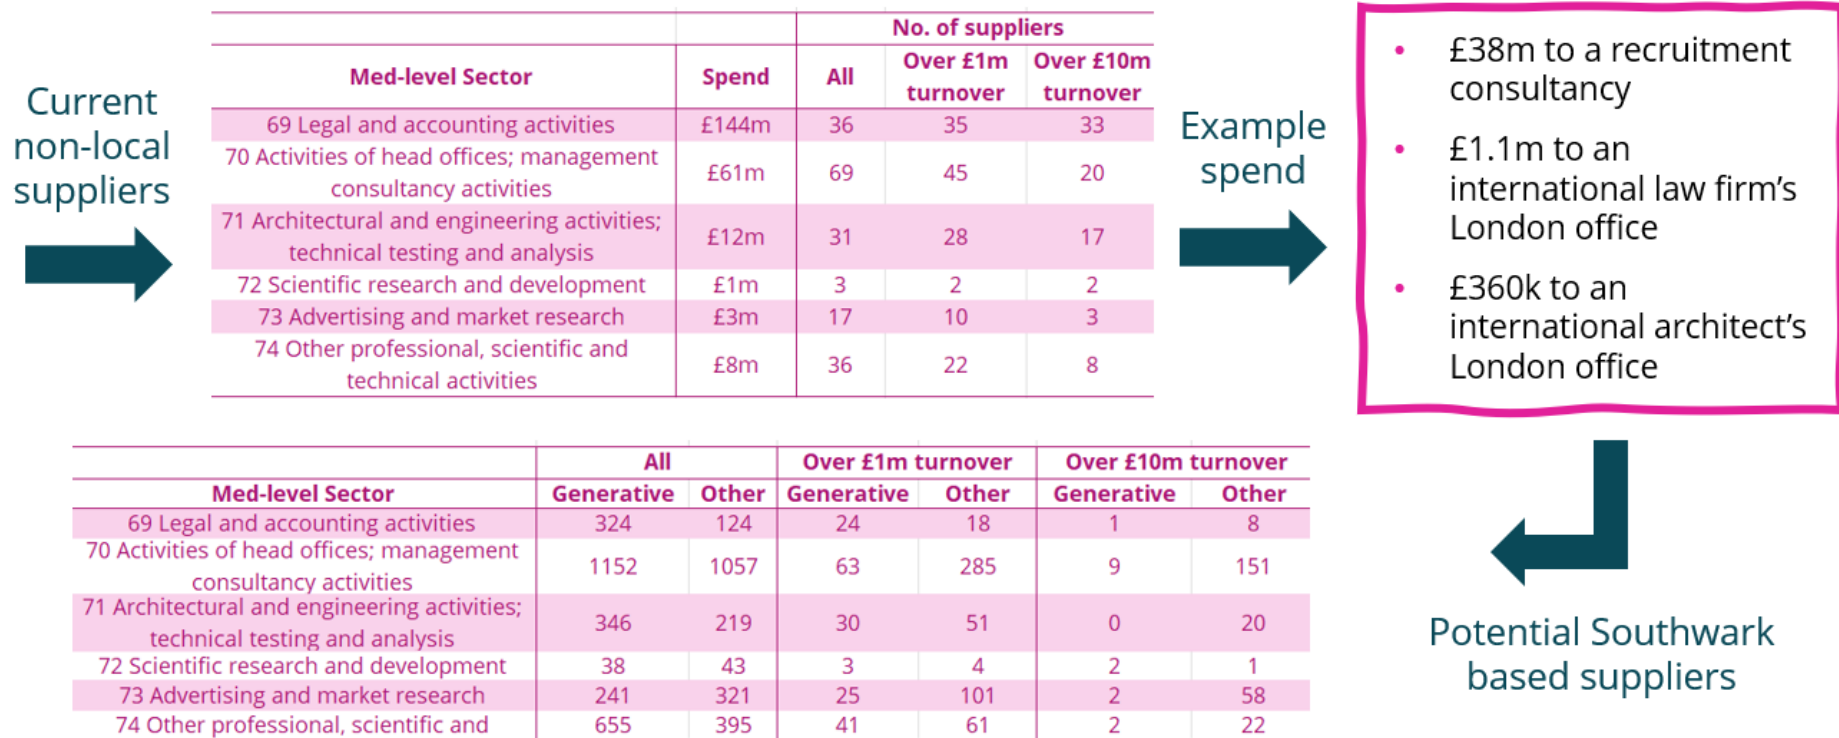 Current
non-local
suppliers
No. of suppliers
Med-level Sector Spend All Over £1m turnover Over £10m turnover
69 Legal and accounting activities £144m 36 35 33
70 Activities of head offices; management
consultancy activities £61m 69 45 20
71 Architectural and engineering activities;
technical testing and analysis £12m 31 28 17
72 Scientific research and development £1m 3 2 2
73 Advertising and market research £3m 17 10 3
74 Other professional, scientific and
technical activities £8m 36 22 8
Example
spend
• £38m to a recruitment
consultancy
• £1.1m to an
international law firm’s
London office
• £360k to an
international architect’s
London office
All Over £1m turnover Over £10m turnover
Med-level Sector Generative Other Generative Other Generative Other
69 Legal and accounting activities 324 124 24 18 1 8
70 Activities of head offices; management
consultancy activities 1152 1057 63 285 9 151
71 Architectural and engineering activities;
technical testing and analysis 346 219 30 51 0 20
72 Scientific research and development 38 43 3 4 2 1
73 Advertising and market research 241 321 25 101 2 58
74 Other professional, scientific and 655 395 41 61 2 22
Potential Southwark
based suppliers